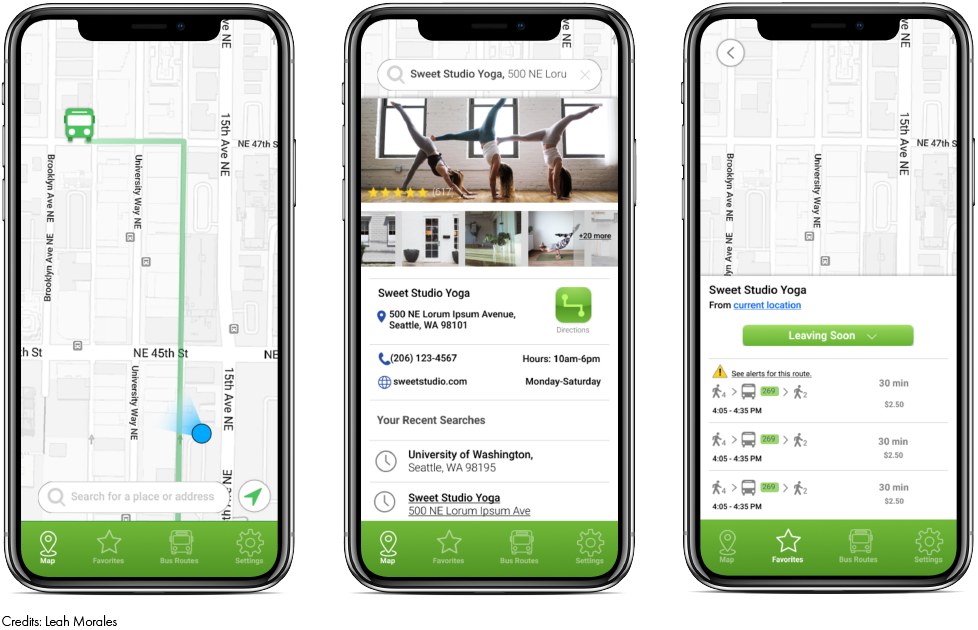 15th Ave NE
NE 47th S
Brooklyn Ave NE
University Way NE
Brooklyn Ave NE
th St
NE 45th St
NE
University Way NE
15th Ave NE
Search for a place or address
Map
Favorites
Bus Routes
Settings
Sweet Studio Yoga, 500 NE Loru
(617)
+20 more
Sweet Studio Yoga
500 NE Lorum Ipsum Avenue,
Seattle, WA 98101
Directions
(206) 123-4567
Hours: 10am-6pm
sweetstudio.com
Monday-Saturday
Your Recent Searches
University of Washington,
Seattle, WA 98195
Sweet Studio Yoga
500 NE Lorum Ipsum Ave
Map
Favorites
Bus Routes
Settings
15th Ave NE
NE 47th S
Brooklyn Ave NE
University Way NE
Sweet Studio Yoga
From current location
Leaving Soon
See alerts for this route.
4 269 2
30 min
4:05 - 4:35 PM
$2.50
4 269 2
30 min
4:05 - 4:35 PM
$2.50
4 269 2
30 min
4:05 - 4:35 PM
$2.50
Map
Favorites
Bus Routes
Settings
Credits: Leah Morales